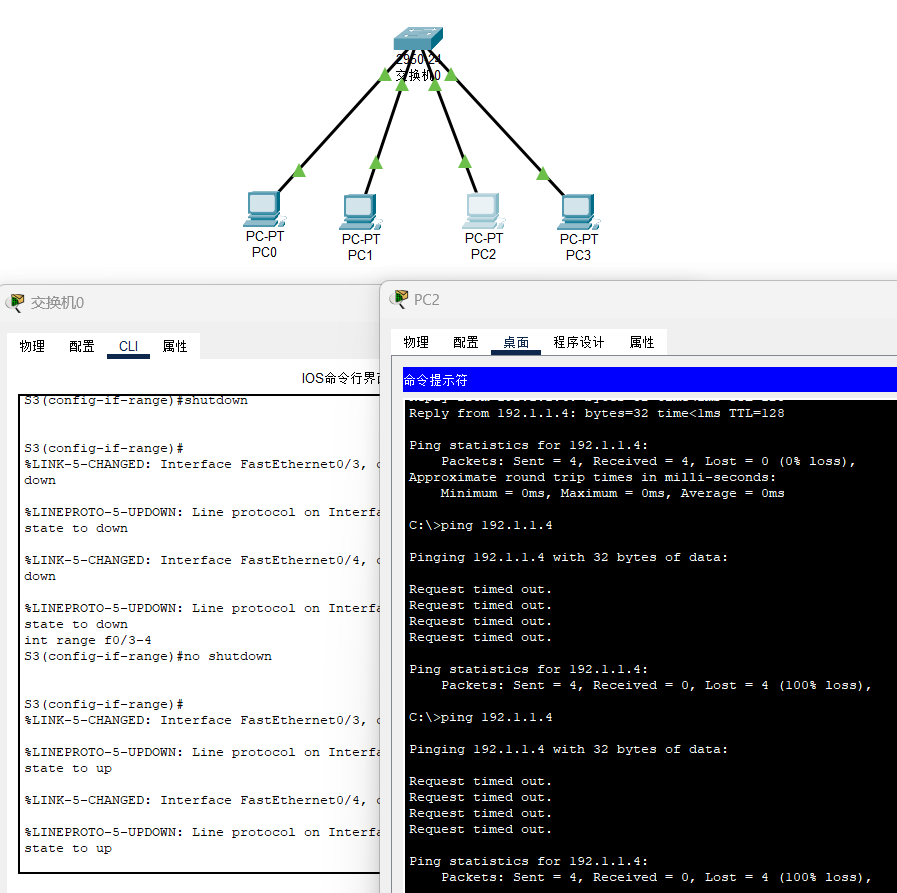 2950-24
交换机0
PC-PT
PC0
PC-PT
PC1
PC-PT
PC2
PC-PT
PC3
交换机0
物理 配置 CLI 属性
IOS命令行界面
S3(config-if-range)#shutdown
S3(config-if-range)#
%LINK-5-CHANGED: Interface FastEthernet0/3,
down
%LINEPROTO-5-UPDOWN: Line protocol on Interfa
state to down
%LINK-5-CHANGED: Interface FastEthernet0/4,
down
%LINEPROTO-5-UPDOWN: Line protocol on Interfa
state to down
int range f0/3-4
S3(config-if-range)#no shutdown
S3(config-if-range)#
%LINK-5-CHANGED: Interface FastEthernet0/3,
%LINEPROTO-5-UPDOWN: Line protocol on Interfa
state to up
%LINK-5-CHANGED: Interface FastEthernet0/4,
%LINEPROTO-5-UPDOWN: Line protocol on Interfa
state to up
PC2
物理 配置 桌面 程序设计 属性
命令提示符
Reply from 192.1.1.4: bytes=32 time<1ms TTL=128
Ping statistics for 192.1.1.4:
Packets: Sent = 4, Received = 4, Lost = 0 (0% loss),
Approximate round trip times in milli-seconds:
Minimum = 0ms, Maximum = 0ms, Average = 0ms
C:\>ping 192.1.1.4
Pinging 192.1.1.4 with 32 bytes of data:
Request timed out.
Request timed out.
Request timed out.
Request timed out.
Ping statistics for 192.1.1.4:
Packets: Sent = 4, Received = 0, Lost = 4 (100% loss),
C:\>ping 192.1.1.4
Pinging 192.1.1.4 with 32 bytes of data:
Request timed out.
Request timed out.
Request timed out.
Request timed out.
Ping statistics for 192.1.1.4:
Packets: Sent = 4, Received = 0, Lost = 4 (100% loss),